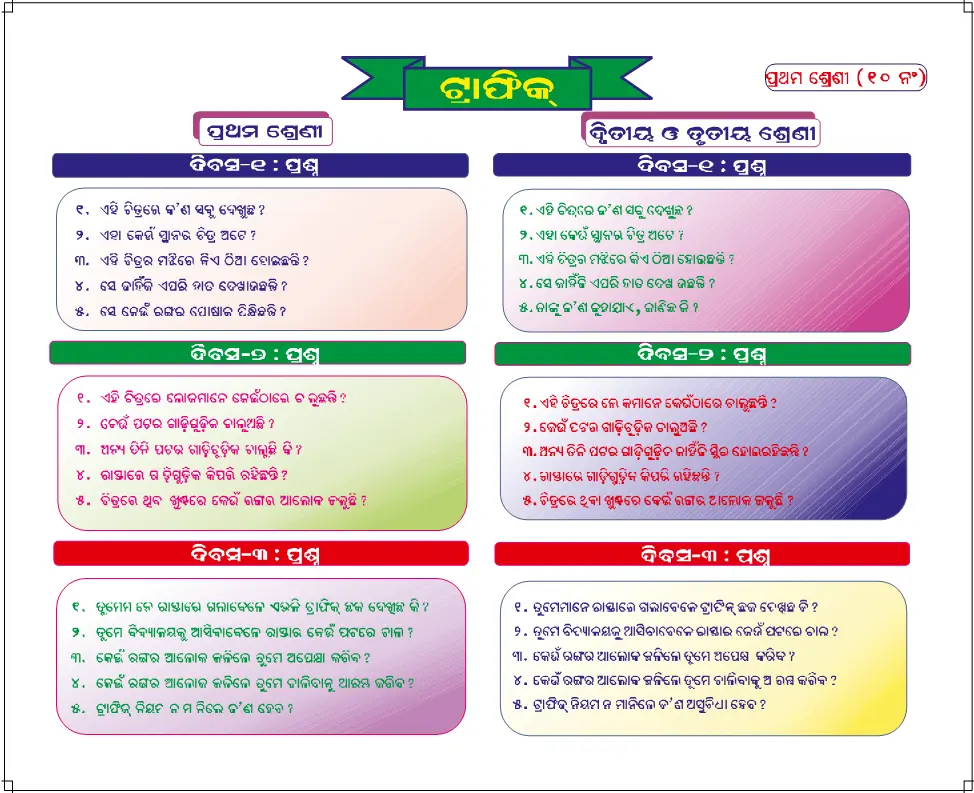 ଟ୍ରାଫିକ୍
ପ୍ରଥମ ଶ୍ରେଣୀ (୧୦ ନଂ)
ପ୍ରଥମ ଶ୍ରେଣୀ
ଦିବସ-୧ : ପ୍ରଶ୍ନ
୧. ଏହି ଚିତ୍ରରେ କ’ଣ ସବୁ ଦେଖୁଛ ?
୨. ଏହା କେଉଁ ସ୍ଥାନର ଚିତ୍ର ଅଟେ ?
୩. ଏହି ଚିତ୍ରର ମଝିରେ କିଏ ଠିଆ ହୋଇଛନ୍ତି ?
୪. ସେ କାହିଁକି ଏପରି ହାତ ଦେଖାଉଛନ୍ତି ?
୫. ସେ କେଉଁ ରଙ୍ଗର ପୋଷାକ ପିନ୍ଧିଛନ୍ତି ?
ଦିବସ-୨ : ପ୍ରଶ୍ନ
୧. ଏହି ଚିତ୍ରରେ ଲୋକମାନେ କେଉଁଠାରେ ଚାଲୁଛନ୍ତି ?
୨. କେଉଁ ପଟର ଗାଡ଼ିଗୁଡ଼ିକ ଚାଲୁଅଛି ?
୩. ଅନ୍ୟ ତିନି ପଟର ଗାଡ଼ିଗୁଡ଼ିକ ଚାଲୁଛି କି ?
୪. ରାସ୍ତାରେ ଗାଡ଼ିଗୁଡ଼ିକ କିପରି ରହିଛନ୍ତି ?
୫. ଚିତ୍ରରେ ଥିବା ଖୁଣ୍ଟରେ କେଉଁ ରଙ୍ଗର ଆଲୋକ ଜଳୁଛି ?
ଦିବସ-୩ : ପ୍ରଶ୍ନ
୧. ତୁମେମାନେ ରାସ୍ତାରେ ଗଲାବେଳେ ଏଭଳି ଟ୍ରାଫିକ୍ ଛକ ଦେଖୁଛ କି ?
୨. ତୁମେ ବିଦ୍ୟାଳୟକୁ ଆସିବାବେଳେ ରାସ୍ତାର କେଉଁ ପଟରେ ଚାଲ ?
୩. କେଉଁ ରଙ୍ଗର ଆଲୋକ ଜଳିଲେ ତୁମେ ଅପେକ୍ଷା କରିବ ?
୪. କେଉଁ ରଙ୍ଗର ଆଲୋକ ଜଳିଲେ ତୁମେ ଚାଲିବାକୁ ଆରମ୍ଭ କରିବ ?
୫. ଟ୍ରାଫିକ୍ ନିୟମ ନ ମାନିଲେ କ’ଣ ହେବ ?
ଦ୍ୱିତୀୟ ଓ ତୃତୀୟ ଶ୍ରେଣୀ
ଦିବସ-୧ : ପ୍ରଶ୍ନ
୧. ଏହି ଚିତ୍ରରେ କ’ଣ ସବୁ ଦେଖୁଛ ?
୨. ଏହା କେଉଁ ସ୍ଥାନର ଚିତ୍ର ଅଟେ ?
୩. ଏହି ଚିତ୍ରର ମଝିରେ କିଏ ଠିଆ ହୋଇଛନ୍ତି ?
୪. ସେ କାହିଁକି ଏପରି ହାତ ଦେଖାଉଛନ୍ତି ?
୫. ତାଙ୍କୁ କ’ଣ କୁହାଯାଏ, ଜାଣିଛ କି ?
ଦିବସ-୨ : ପ୍ରଶ୍ନ
୧. ଏହି ଚିତ୍ରରେ ଲୋକମାନେ କେଉଁଠାରେ ଚାଲୁଛନ୍ତି ?
୨. କେଉଁ ପଟର ଗାଡ଼ିଗୁଡ଼ିକ ଚାଲୁଅଛି ?
୩. ଅନ୍ୟ ତିନି ପଟର ଗାଡ଼ିଗୁଡ଼ିକ କାହିଁକି ସ୍ଥିର ହୋଇରହିଛନ୍ତି ?
୪. ରାସ୍ତାରେ ଗାଡ଼ିଗୁଡ଼ିକ କିପରି ରହିଛନ୍ତି ?
୫. ଚିତ୍ରରେ ଥିବା ଖୁଣ୍ଟରେ କେଉଁ ରଙ୍ଗର ଆଲୋକ ଜଳୁଛି ?
ଦିବସ-୩ : ପ୍ରଶ୍ନ
୧. ତୁମେମାନେ ରାସ୍ତାରେ ଗଲାବେଳେ ଟ୍ରାଫିକ୍ ଛକ ଦେଖୁଛ କି ?
୨. ତୁମେ ବିଦ୍ୟାଳୟକୁ ଆସିବାବେଳେ ରାସ୍ତାର କେଉଁ ପଟରେ ଚାଲ ?
୩. କେଉଁ ରଙ୍ଗର ଆଲୋକ ଜଳିଲେ ତୁମେ ଅପେକ୍ଷା କରିବ ?
୪. କେଉଁ ରଙ୍ଗର ଆଲୋକ ଜଳିଲେ ତୁମେ ଚାଲିବାକୁ ଆରମ୍ଭ କରିବ ?
୫. ଟ୍ରାଫିକ୍ ନିୟମ ନ ମାନିଲେ କ’ଣ ଅସୁବିଧା ହେବ ?